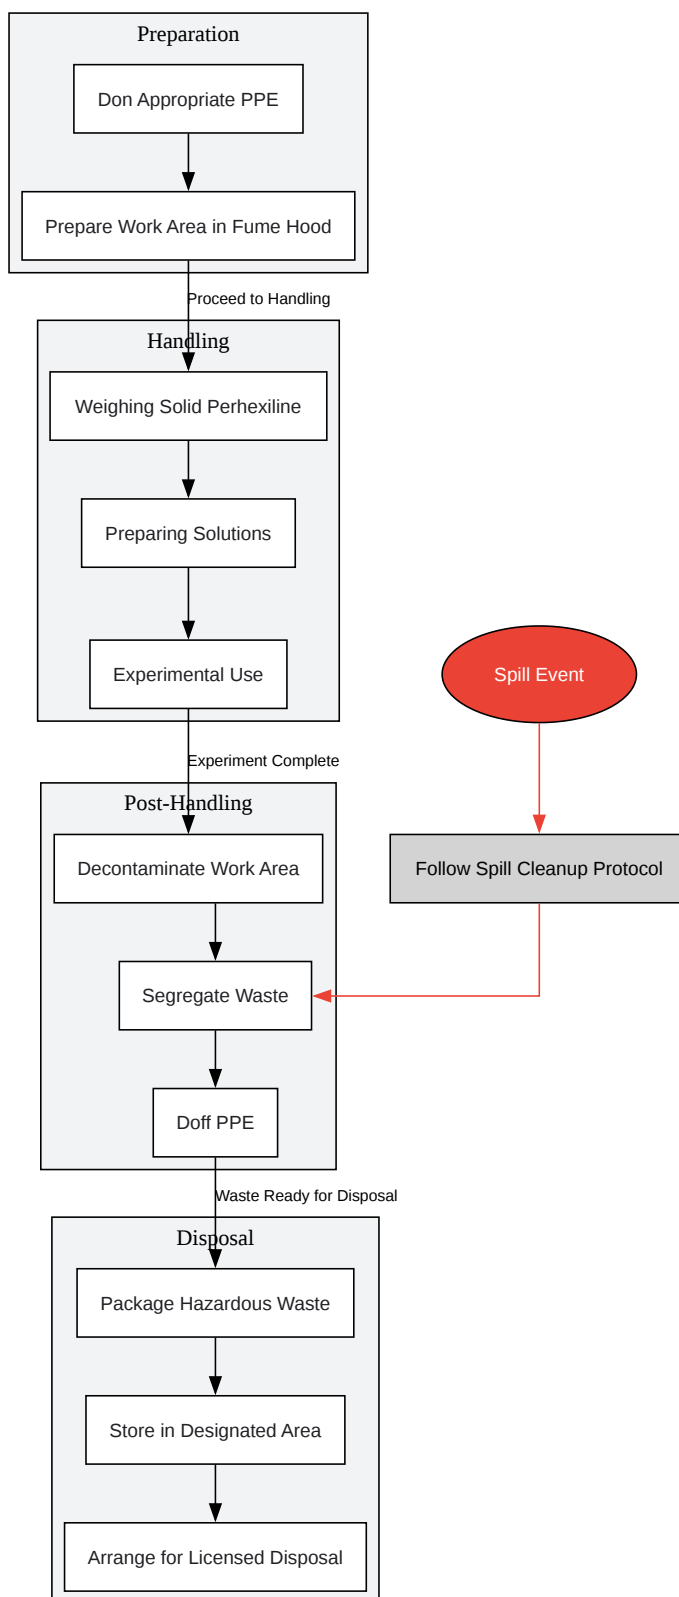 Preparation
Don Appropriate PPE
Prepare Work Area in Fume Hood
Proceed to Handling
Handling
Weighing Solid Perhexiline
Preparing Solutions
Experimental Use
Spill Event
Experiment Complete
Post-Handling
Decontaminate Work Area
Follow Spill Cleanup Protocol
Segregate Waste
Doff PPE
Waste Ready for Disposal
Disposal
Package Hazardous Waste
Store in Designated Area
Arrange for Licensed Disposal